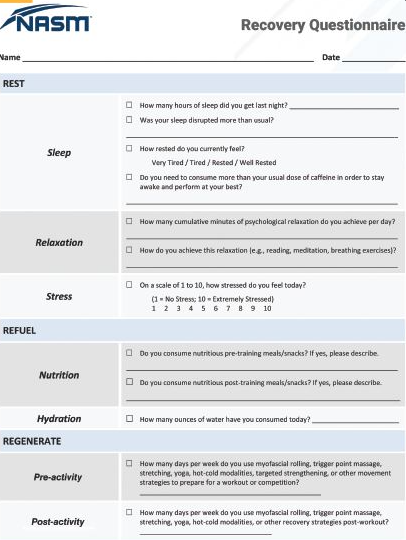 NASM
Recovery Questionnaire
Name Date
REST
Sleep
☐ How many hours of sleep did you get last night?
☐ Was your sleep disrupted more than usual?
☐ How rested do you currently feel?
Very Tired / Tired / Rested / Well Rested
☐ Do you need to consume more than your usual dose of caffeine in order to stay
awake and perform at your best?
Relaxation
☐ How many cumulative minutes of psychological relaxation do you achieve per day?
☐ How do you achieve this relaxation (e.g., reading, meditation, breathing exercises)?
Stress
☐ On a scale of 1 to 10, how stressed do you feel today?
(1 = No Stress; 10 = Extremely Stressed)
1 2 3 4 5 6 7 8 9 10
REFUEL
Nutrition
☐ Do you consume nutritious pre-training meals/snacks? If yes, please describe.
☐ Do you consume nutritious post-training meals/snacks? If yes, please describe.
Hydration
☐ How many ounces of water have you consumed today?
REGENERATE
Pre-activity
☐ How many days per week do you use myofascial rolling, trigger point massage,
stretching, yoga, hot-cold modalities, targeted strengthening, or other movement
strategies to prepare for a workout or competition?
Post-activity
☐ How many days per week do you use myofascial rolling, trigger point massage,
stretching, yoga, hot-cold modalities, or other recovery strategies post-workout?